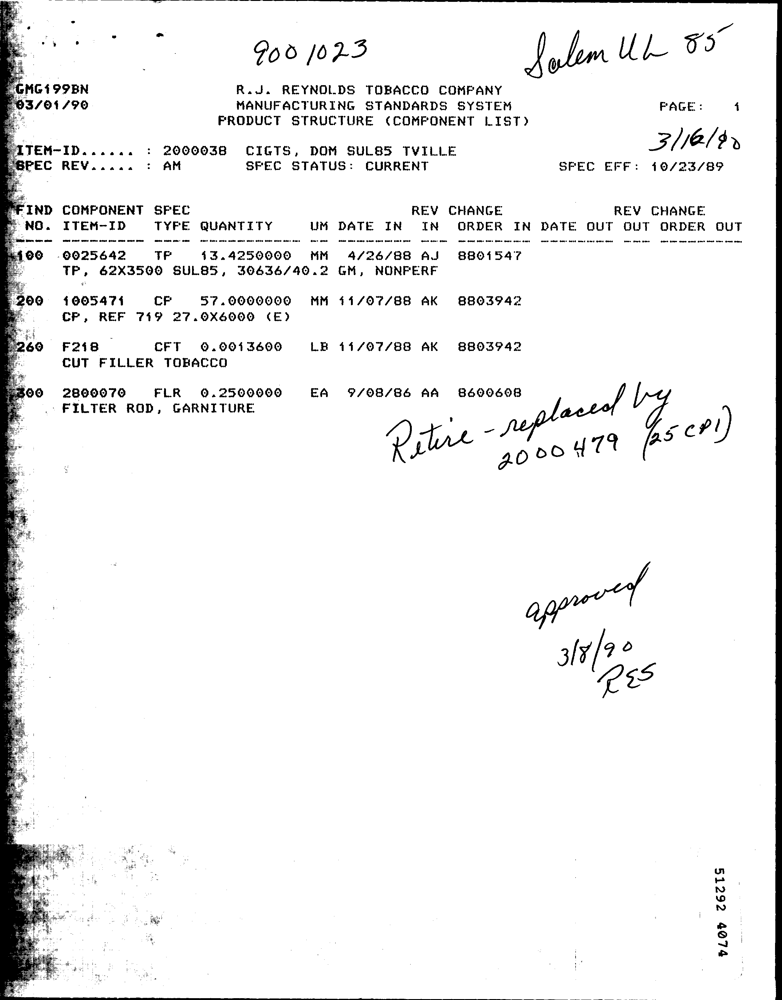 9001023
Salem UL 85
GMG199BN R.J. REYNOLDS TOBACCO COMPANY
03/01/90 MANUFACTURING STANDARDS SYSTEM PAGE: 1
PRODUCT STRUCTURE (COMPONENT LIST)
3/16/90
ITEM-ID...... : 2000038 CIGTS, DOM SUL85 TVILLE
SPEC REV..... : AM SPEC STATUS: CURRENT SPEC EFF: 10/23/89
FIND COMPONENT SPEC REV CHANGE REV CHANGE
NO. ITEM-ID TYPE QUANTITY UM DATE IN IN ORDER IN DATE OUT OUT ORDER OUT
100 0025642 TP 13.4250000 MM 4/26/88 AJ 8801547
TP, 62X3500 SUL85, 30636/40.2 GM, NONPERF
200 1005471 CP 57.0000000 MM 11/07/88 AK 8803942
CP, REF 719 27.0X6000 (E)
260 F218 CFT 0.0013600 LB 11/07/88 AK 8803942
CUT FILLER TOBACCO
300 2800070 FLR 0.2500000 EA 9/08/86 AA 8600608
FILTER ROD, GARNITURE
Retire - replaced by
2000479 (25 CPI)
approved
3/8/90
RES
51292 4074